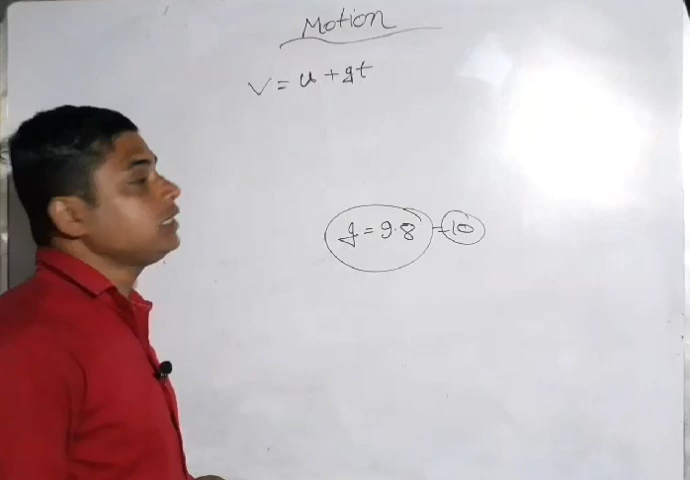 Motion
V = u + gt
g = 9.8 = 10